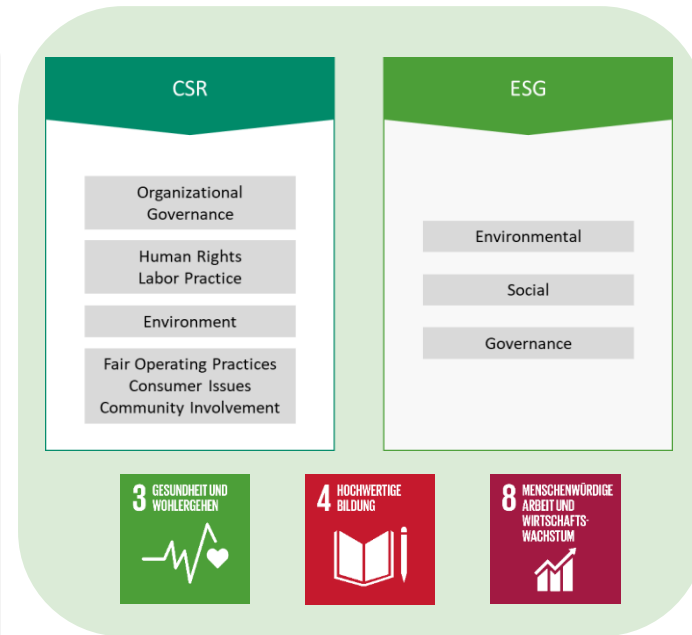 CSR
Organizational
Governance
Human Rights
Labor Practice
Environment
Fair Operating Practices
Consumer Issues
Community Involvement
ESG
Environmental
Social
Governance
3 GESUNDHEIT UND
WOHLERGEHEN
4 HOCHWERTIGE
BILDUNG
8 MENSCHENWÜRDIGE
ARBEIT UND
WIRTSCHAFTS-
WACHSTUM